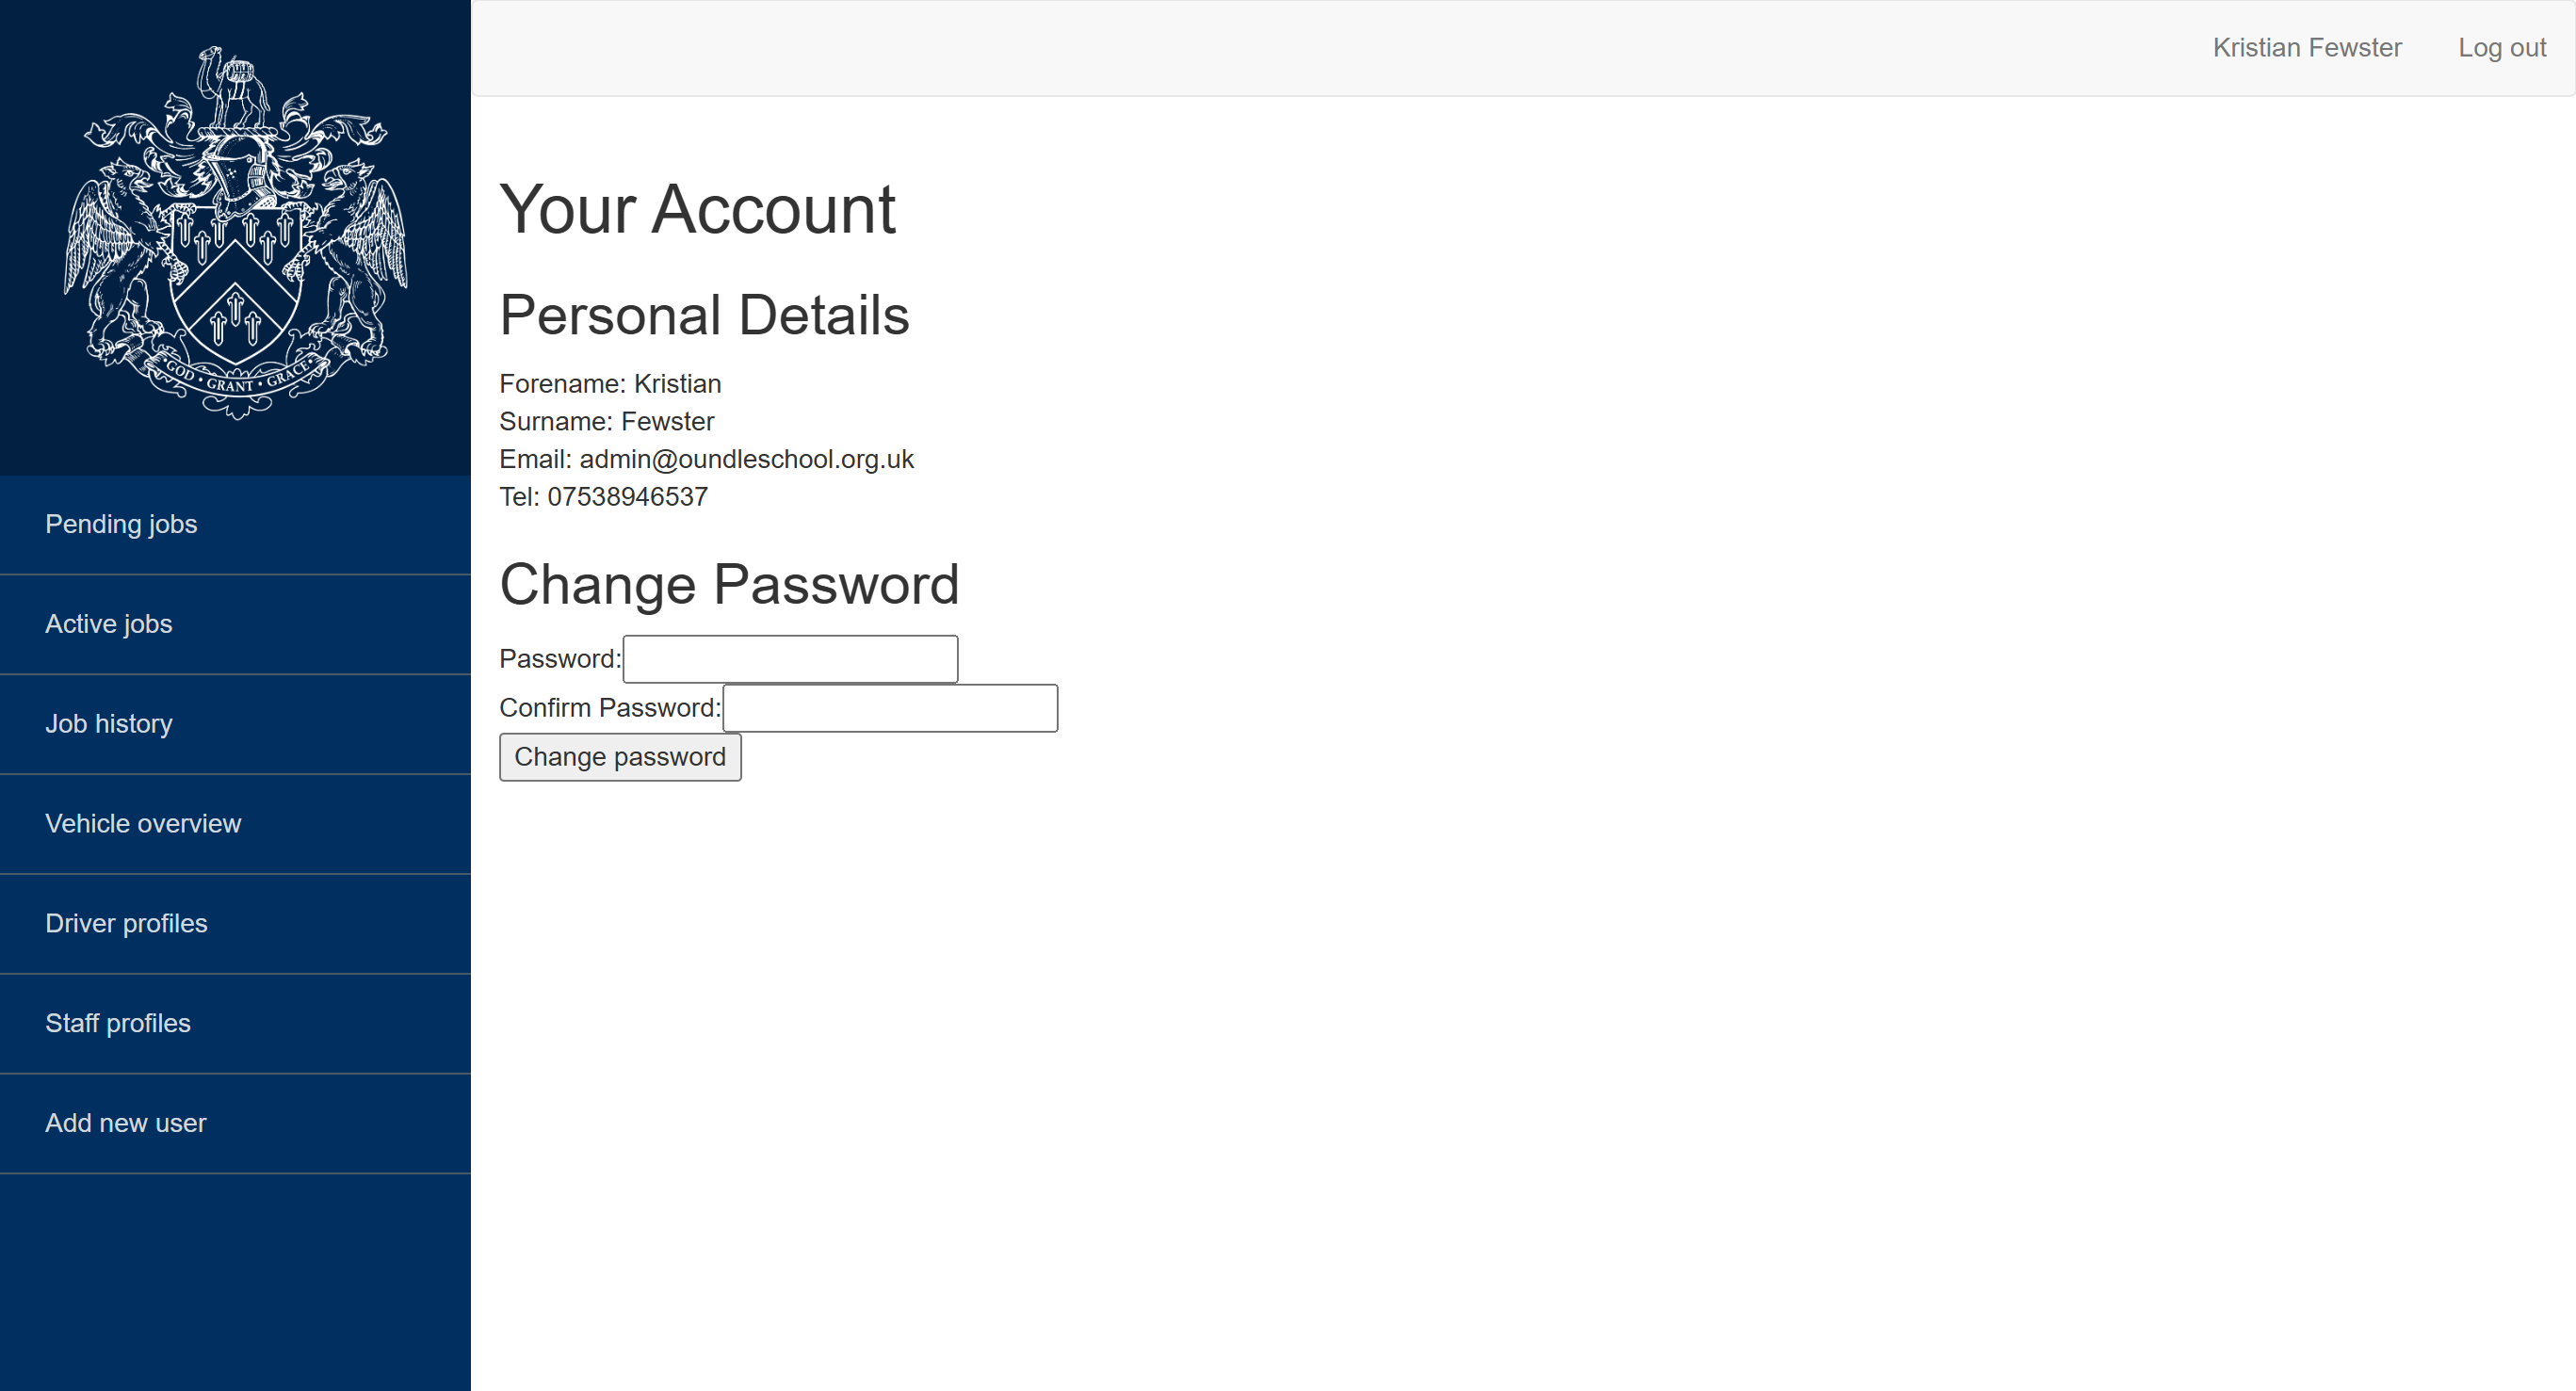 GOD · GRANT · GRACE
Pending jobs
Active jobs
Job history
Vehicle overview
Driver profiles
Staff profiles
Add new user
Kristian Fewster
Log out
Your Account
Personal Details
Forename: Kristian
Surname: Fewster
Email: admin@oundleschool.org.uk
Tel: 07538946537
Change Password
Password:
Confirm Password:
Change password